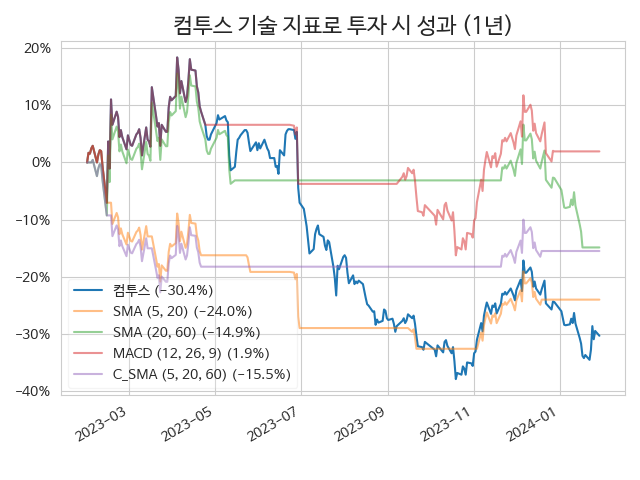 컴투스 기술 지표로 투자 시 성과 (1년)
20%
10%
0%
−10%
−20%
−30%
−40%
컴투스 (−30.4%)
SMA (5, 20) (−24.0%)
SMA (20, 60) (−14.9%)
MACD (12, 26, 9) (1.9%)
C_SMA (5, 20, 60) (−15.5%)
2023−03
2023−05
2023−07
2023−09
2023−11
2024−01